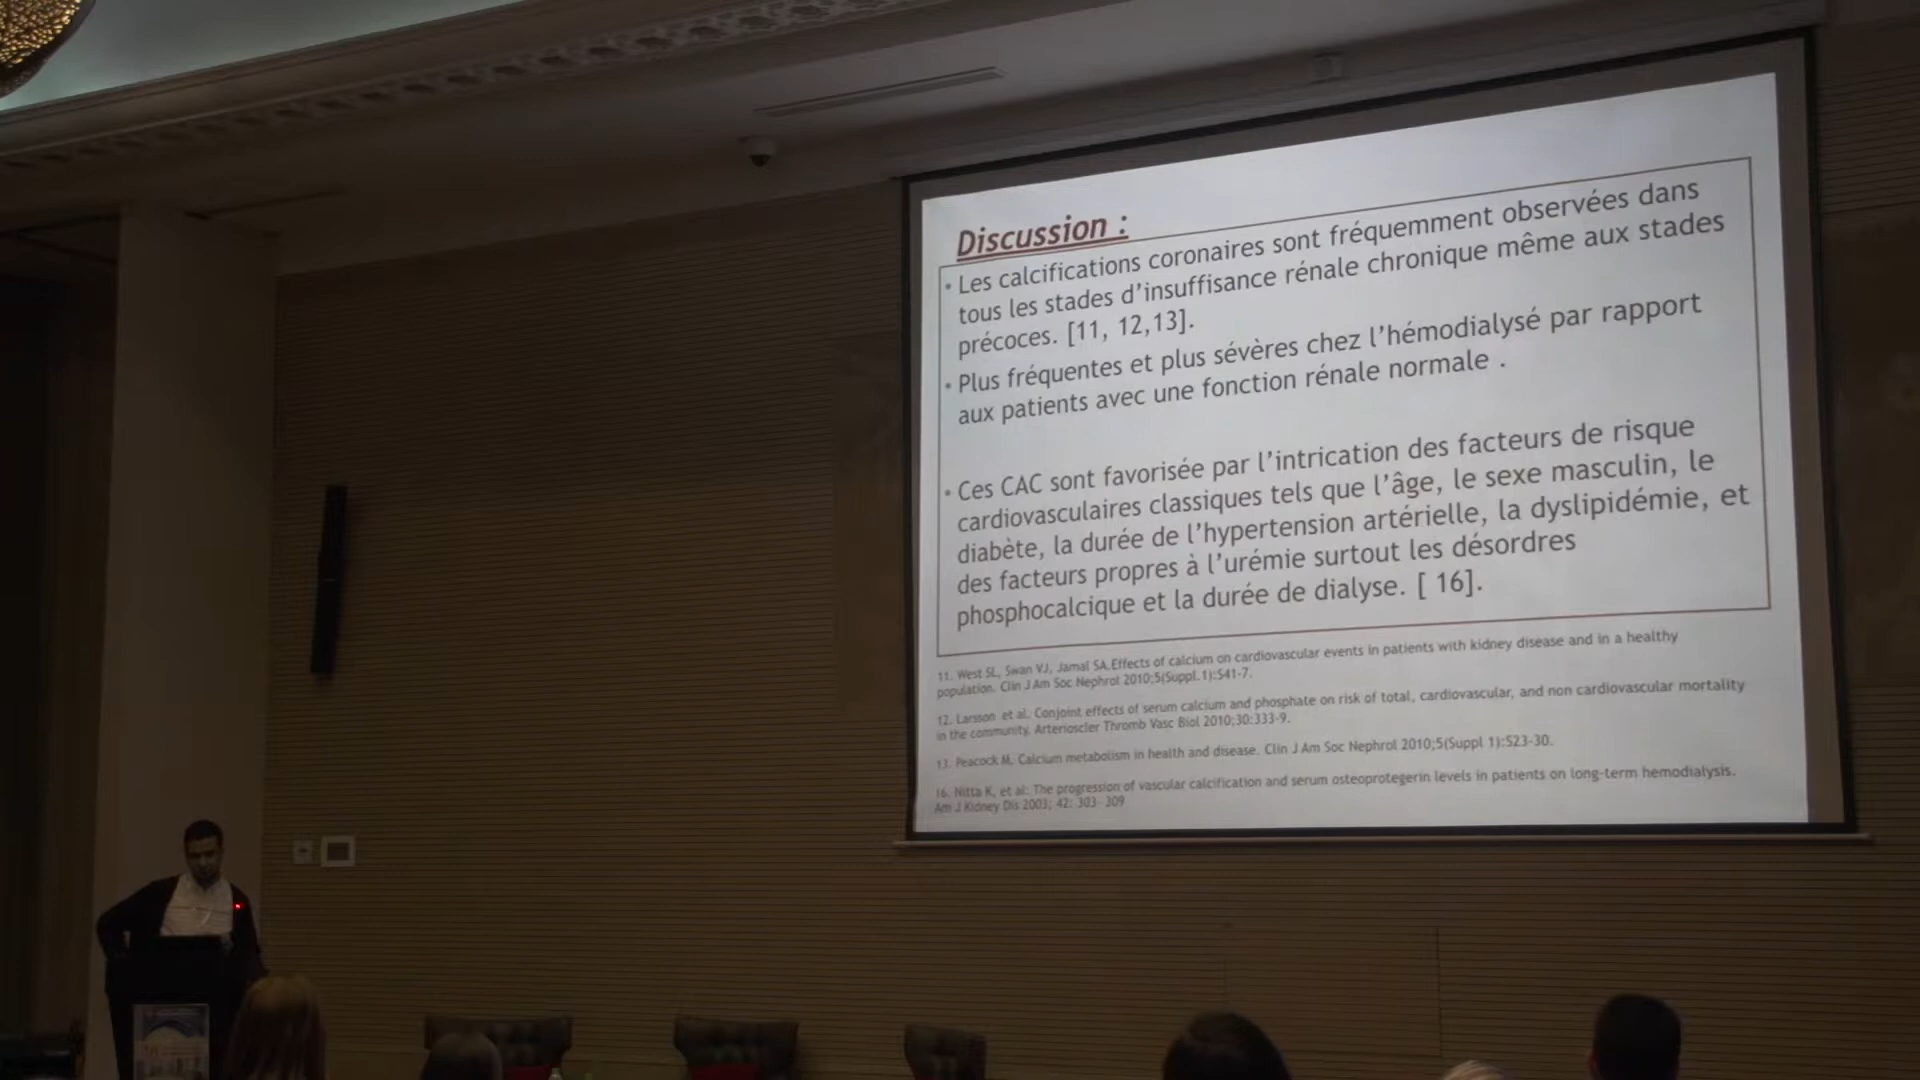 Discussion :
• Les calcifications coronaires sont fréquemment observées dans
tous les stades d'insuffisance rénale chronique même aux stades
précoces. [11, 12,13].
• Plus fréquentes et plus sévères chez l'hémodialysé par rapport
aux patients avec une fonction rénale normale .
• Ces CAC sont favorisée par l'intrication des facteurs de risque
cardiovasculaires classiques tels que l'âge, le sexe masculin, le
diabète, la durée de l'hypertension artérielle, la dyslipidémie, et
des facteurs propres à l'urémie surtout les désordres
phosphocalcique et la durée de dialyse. [ 16].
11. West SL, Swan VJ, Jamal SA. Effects of calcium on cardiovascular events in patients with kidney disease and in a healthy
population. Clin J Am Soc Nephrol 2010;5(Suppl.1):S41-7.
12. Larsson et al. Conjoint effects of serum calcium and phosphate on risk of total, cardiovascular, and non cardiovascular mortality
in the community. Arterioscler Thromb Vasc Biol 2010;30:333-9.
13. Peacock M. Calcium metabolism in health and disease. Clin J Am Soc Nephrol 2010;5(Suppl 1):S23-30.
16. Nitta K, et al: The progression of vascular calcification and serum osteoprotegerin levels in patients on long-term hemodialysis.
Am J Kidney Dis 2003; 42: 303- 309